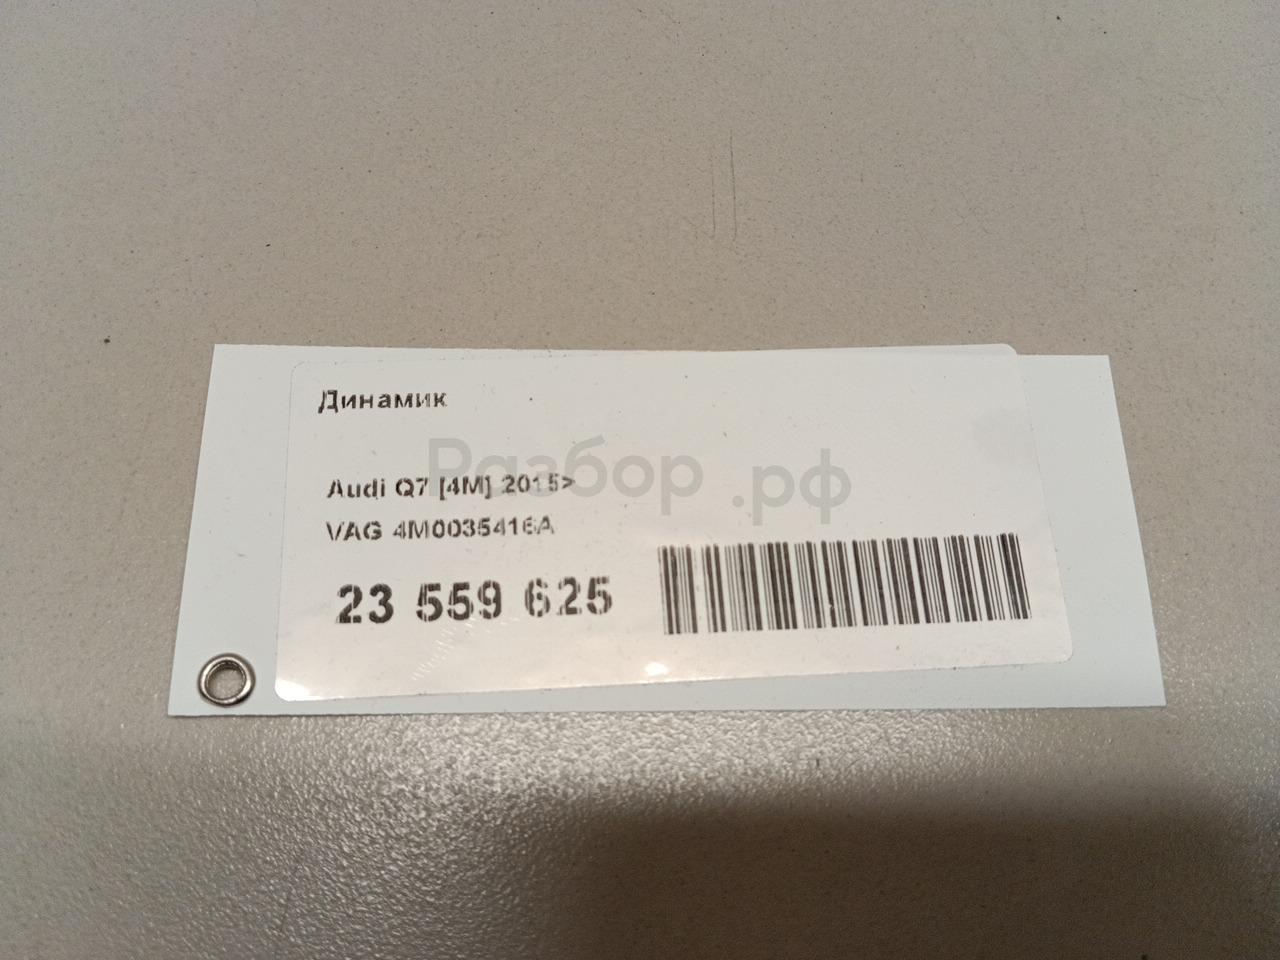 Динамик
Разбор.рф
Audi Q7 [4M] 2015>
VAG 4M0035416A
23 559 625